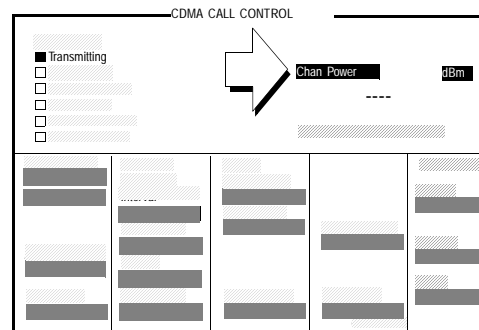 CDMA CALL CONTROL
Transmitting
Chan Power dBm
----